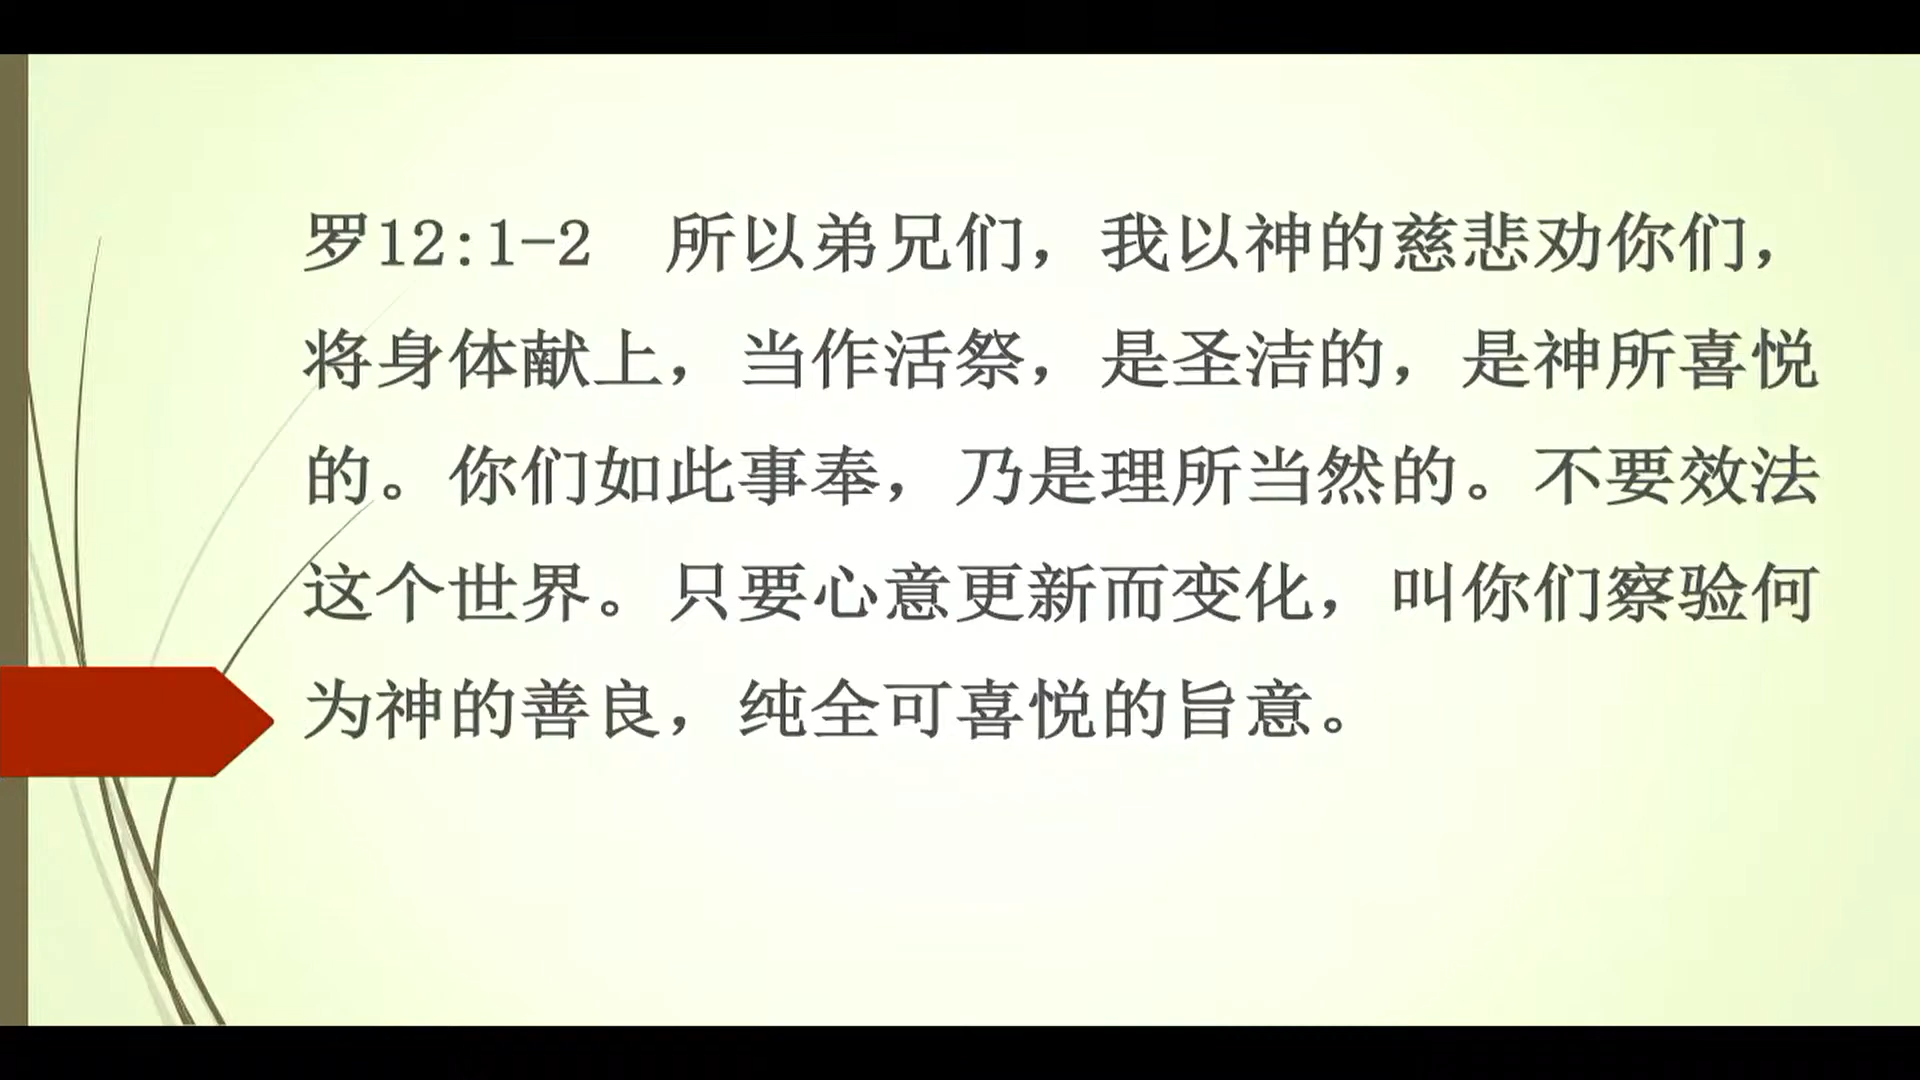 罗12:1-2　所以弟兄们，我以神的慈悲劝你们，
将身体献上，当作活祭，是圣洁的，是神所喜悦
的。你们如此事奉，乃是理所当然的。不要效法
这个世界。只要心意更新而变化，叫你们察验何
为神的善良，纯全可喜悦的旨意。